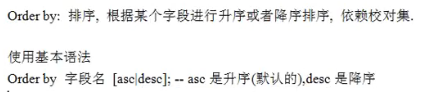 Order by: 排序, 根据某个字段进行升序或者降序排序, 依赖校对集.
使用基本语法
Order by 字段名 [asc|desc]; -- asc 是升序(默认的),desc 是降序